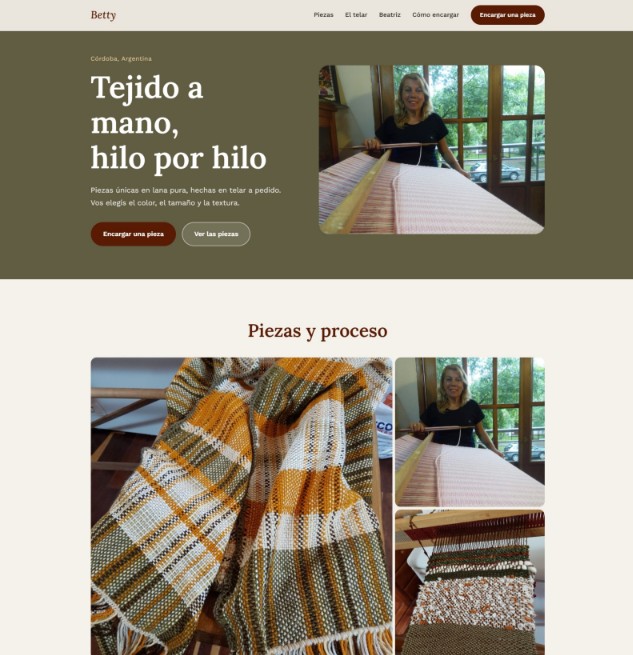 Betty
Piezas El telar Beatriz Cómo encargar Encargar una pieza
Córdoba, Argentina
Tejido a
mano,
hilo por hilo
Piezas únicas en lana pura, hechas en telar a pedido.
Vos elegís el color, el tamaño y la textura.
Encargar una pieza Ver las piezas
Piezas y proceso